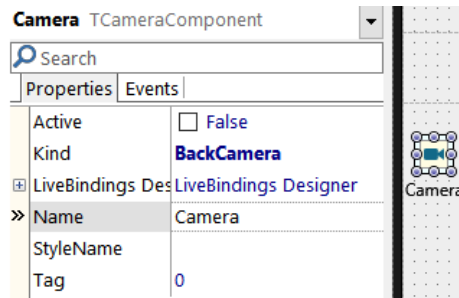 Camera TCameraComponent
Search
Properties Events
Active False
Kind BackCamera
LiveBindings Des LiveBindings Designer
Name Camera
StyleName
Tag 0
Camera